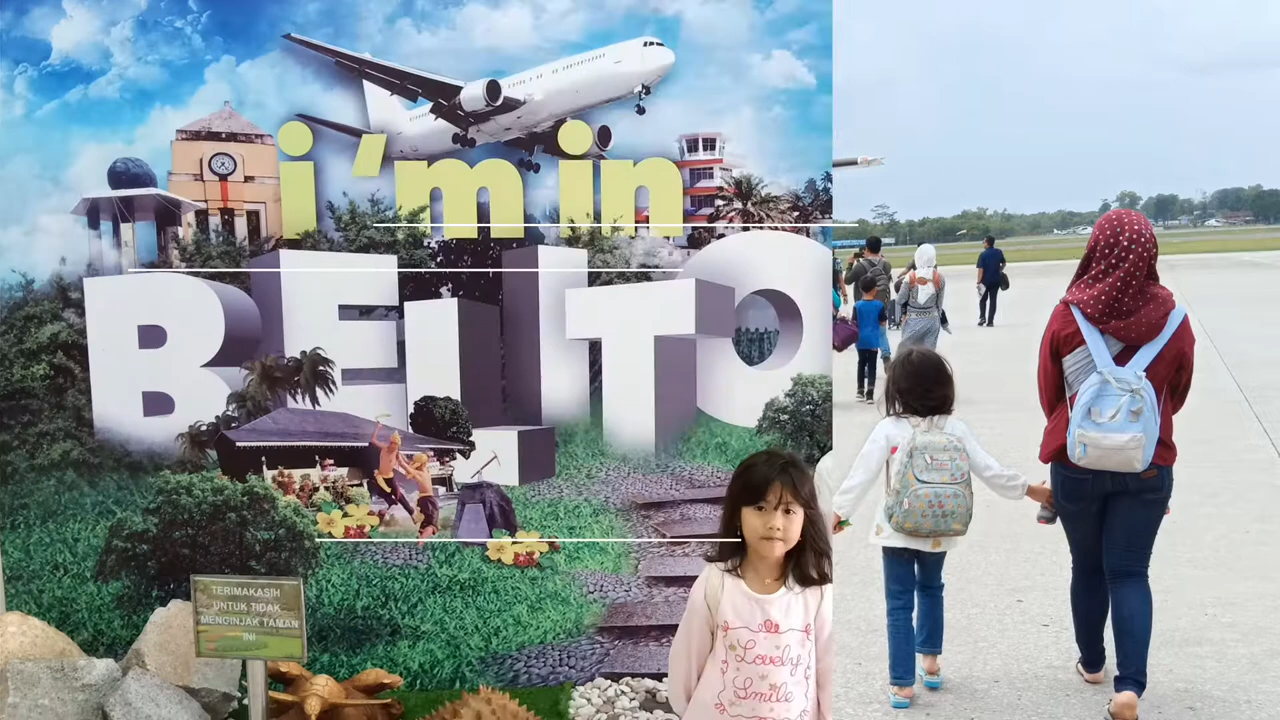 i'm in
BELITO
TERIMAKASIH
UNTUK TIDAK
MENGINJAK TAMAN
INI
Lovely
Smile